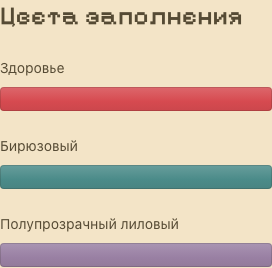 Цвета заполнения
Здоровье
Бирюзовый
Полупрозрачный лиловый